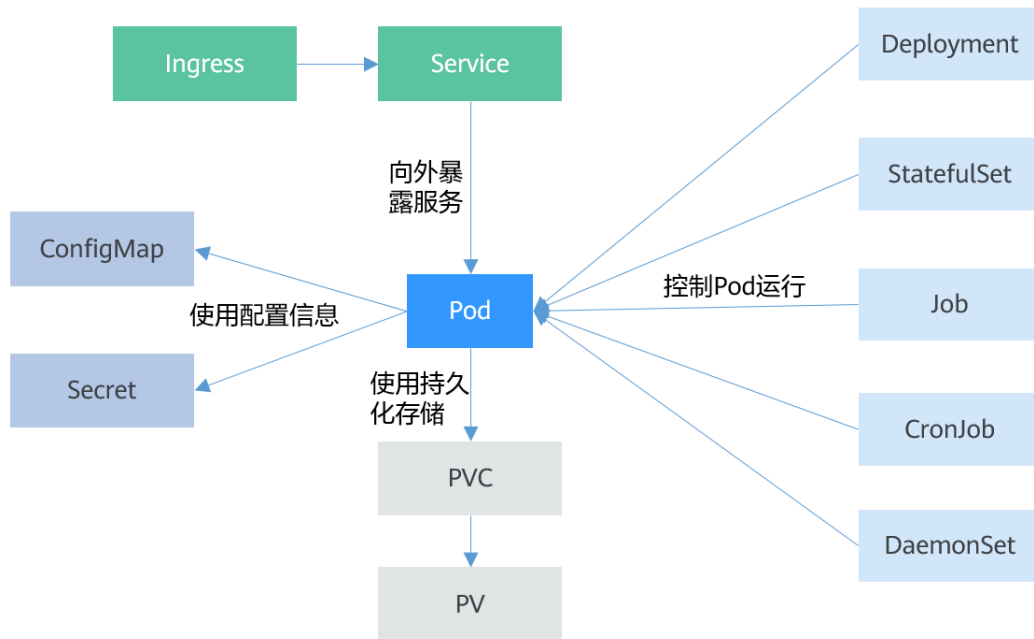 Ingress
Service
Deployment
StatefulSet
向外暴
露服务
ConfigMap
使用配置信息
Pod
控制Pod运行
Job
Secret
使用持久
化存储
CronJob
PVC
DaemonSet
PV